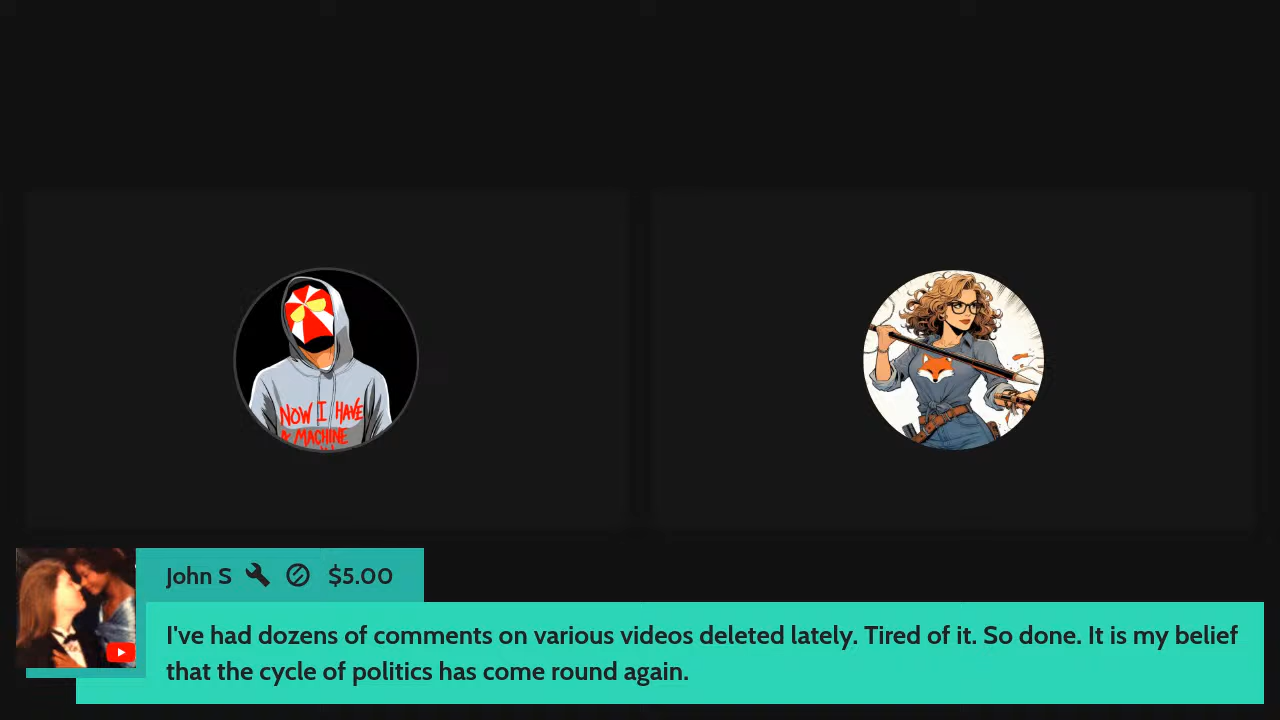 NOW I HAVE
A MACHINE
John S $5.00
I've had dozens of comments on various videos deleted lately. Tired of it. So done. It is my belief
that the cycle of politics has come round again.